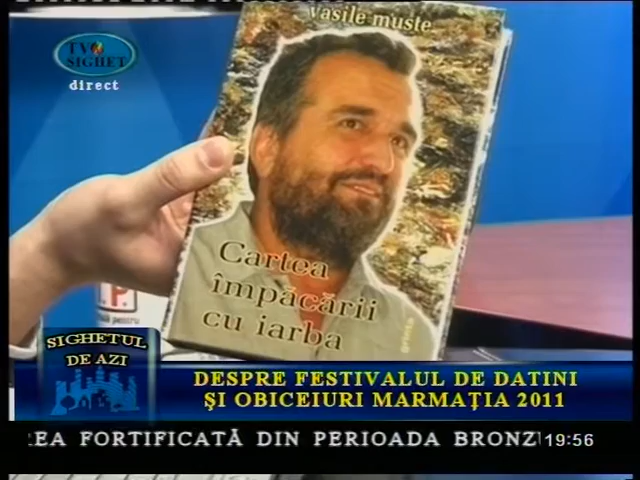 vasile muste
TV SIGHET
direct
Cartea
împăcării
cu iarba
SIGHETUL
DE AZI
DESPRE FESTIVALUL DE DATINI
ŞI OBICEIURI MARMAŢIA 2011
EA FORTIFICATĂ DIN PERIOADA BRONZ
19:56